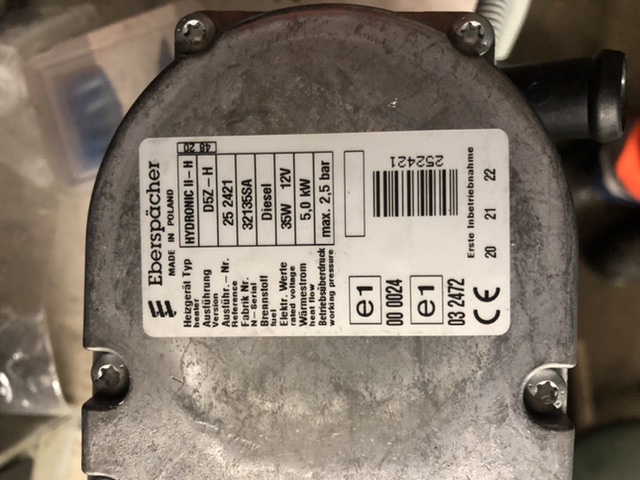 Eberspächer
MADE IN POLAND
48 20
Heizgerät Typ HYDRONIC II-H
heater
Ausführung D5Z-H
Version
Ausführ.-Nr. 25 2421
Reference
Fabrik Nr. 32135SA
N-Serial
Brennstoff Diesel
fuel
Elektr. Werte 35W 12V
rated voltage
Wärmestrom 5,0 kW
heat flow
Betriebsüberdruck max. 2,5 bar
working pressure
e1
00 0024
e1
03 2472
CE
252421
Erste Inbetriebnahme
20 21 22